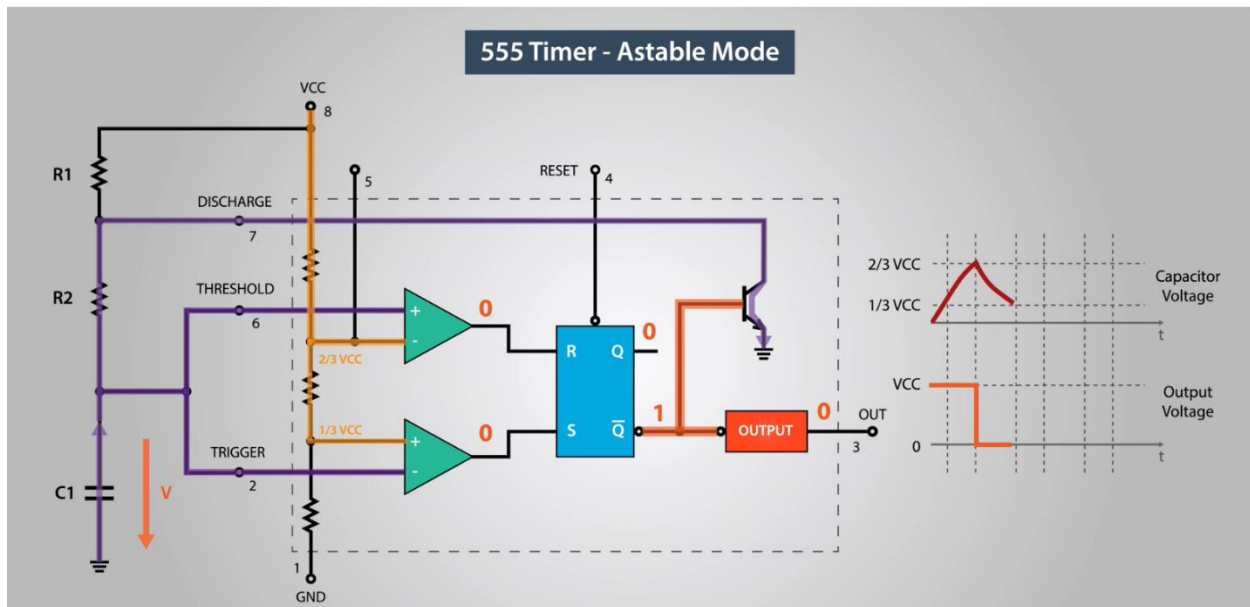 555 Timer - Astable Mode
VCC
8
R1
5
RESET
4
DISCHARGE
7
2/3 VCC
Capacitor
Voltage
1/3 VCC
t
R2
THRESHOLD
6
+
-
0
2/3 VCC
R
Q
0
1/3 VCC
+
-
0
S
Q̅
1
OUTPUT
0
OUT
3
VCC
Output
Voltage
0
t
TRIGGER
2
C1
V
1
GND